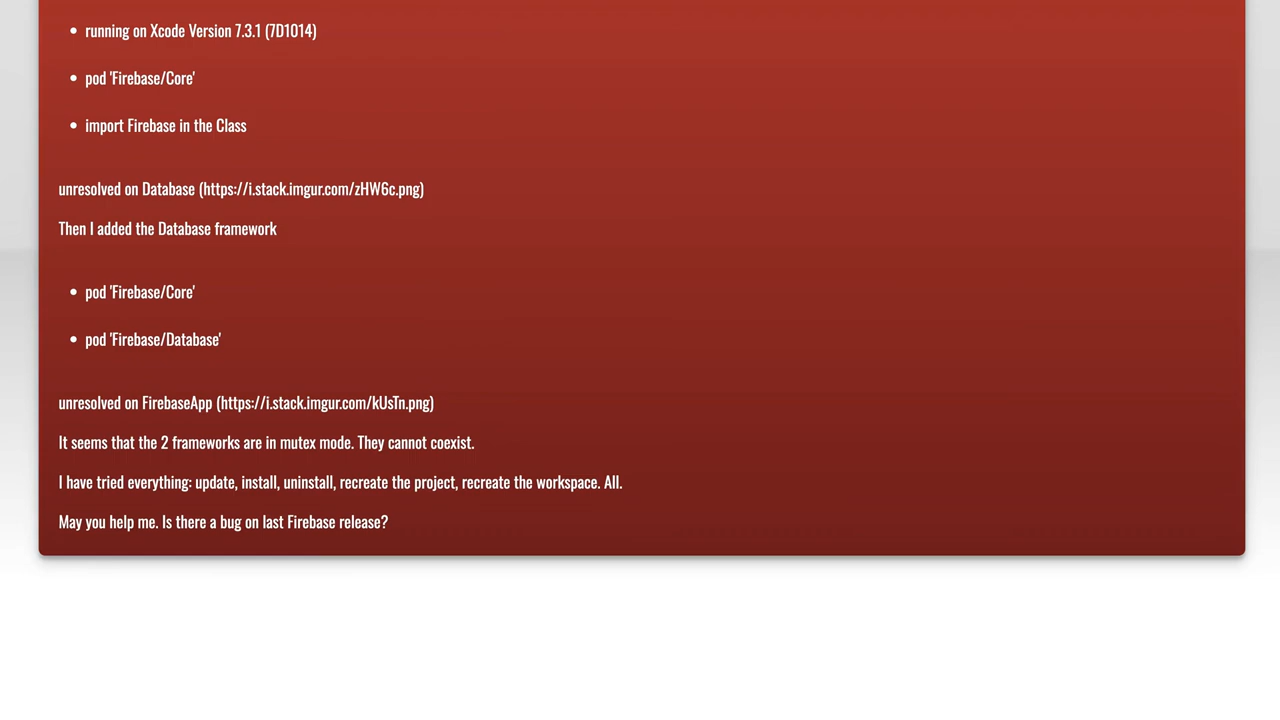 • running on Xcode Version 7.3.1 (7D1014)
• pod 'Firebase/Core'
• import Firebase in the Class
unresolved on Database (https://i.stack.imgur.com/zHW6c.png)
Then I added the Database framework
• pod 'Firebase/Core'
• pod 'Firebase/Database'
unresolved on FirebaseApp (https://i.stack.imgur.com/kUsTn.png)
It seems that the 2 frameworks are in mutex mode. They cannot coexist.
I have tried everything: update, install, uninstall, recreate the project, recreate the workspace. All.
May you help me. Is there a bug on last Firebase release?